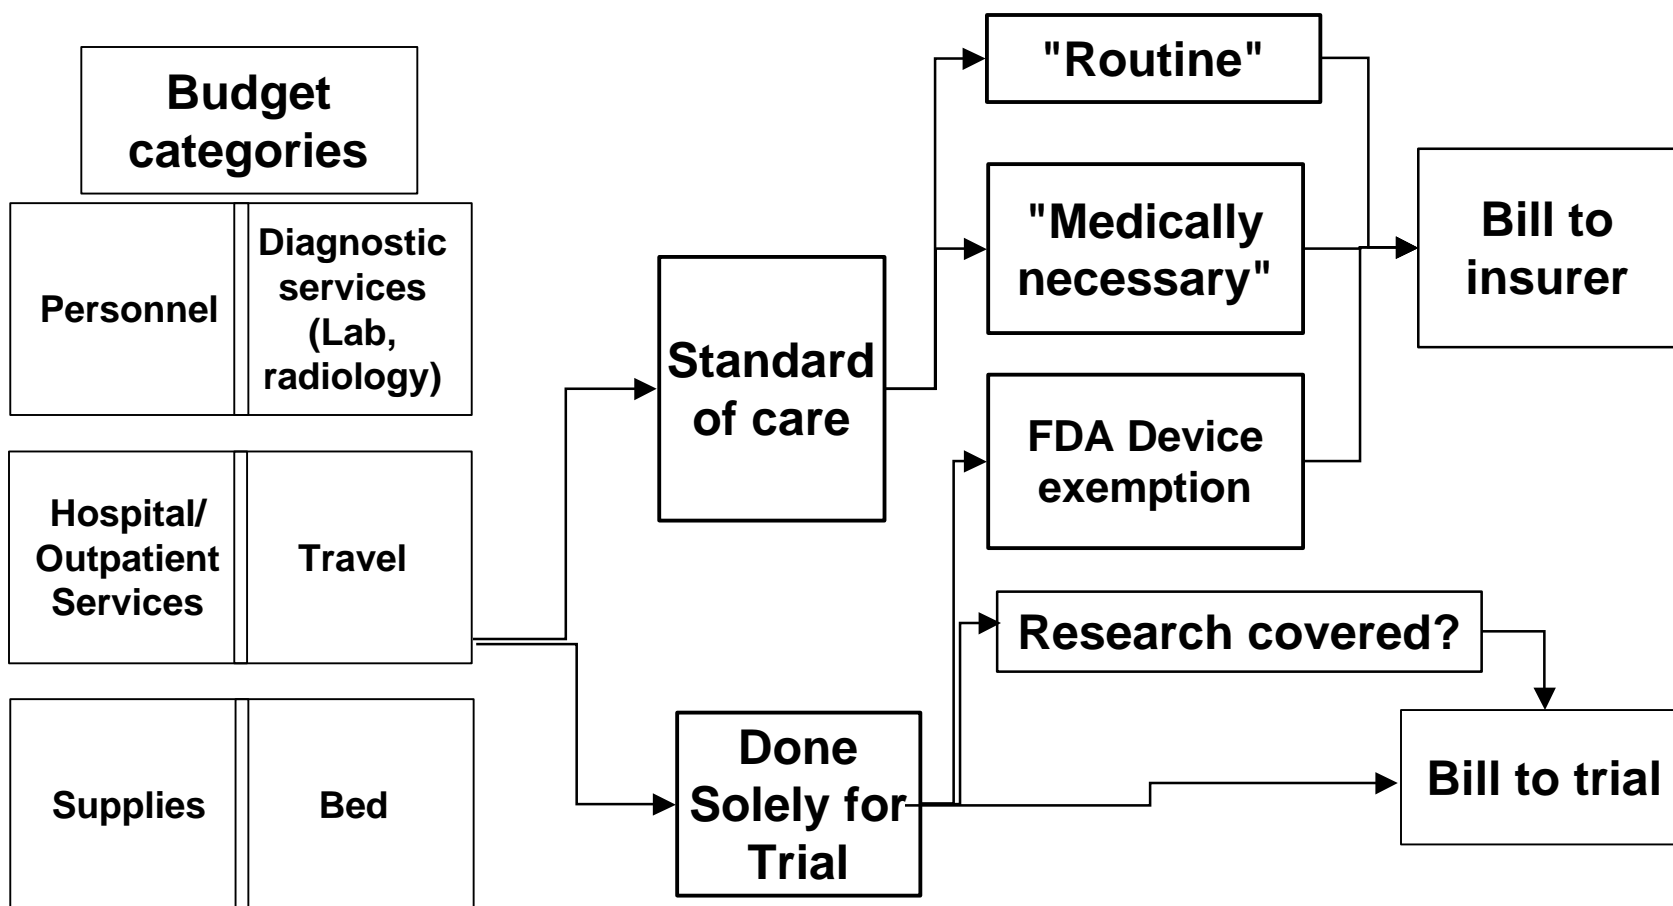 Budget
categories
Personnel
Diagnostic
services
(Lab,
radiology)
Hospital/
Outpatient
Services
Travel
Supplies
Bed
Standard
of care
Done
Solely for
Trial
"Routine"
"Medically
necessary"
FDA Device
exemption
Research covered?
Bill to
insurer
Bill to trial